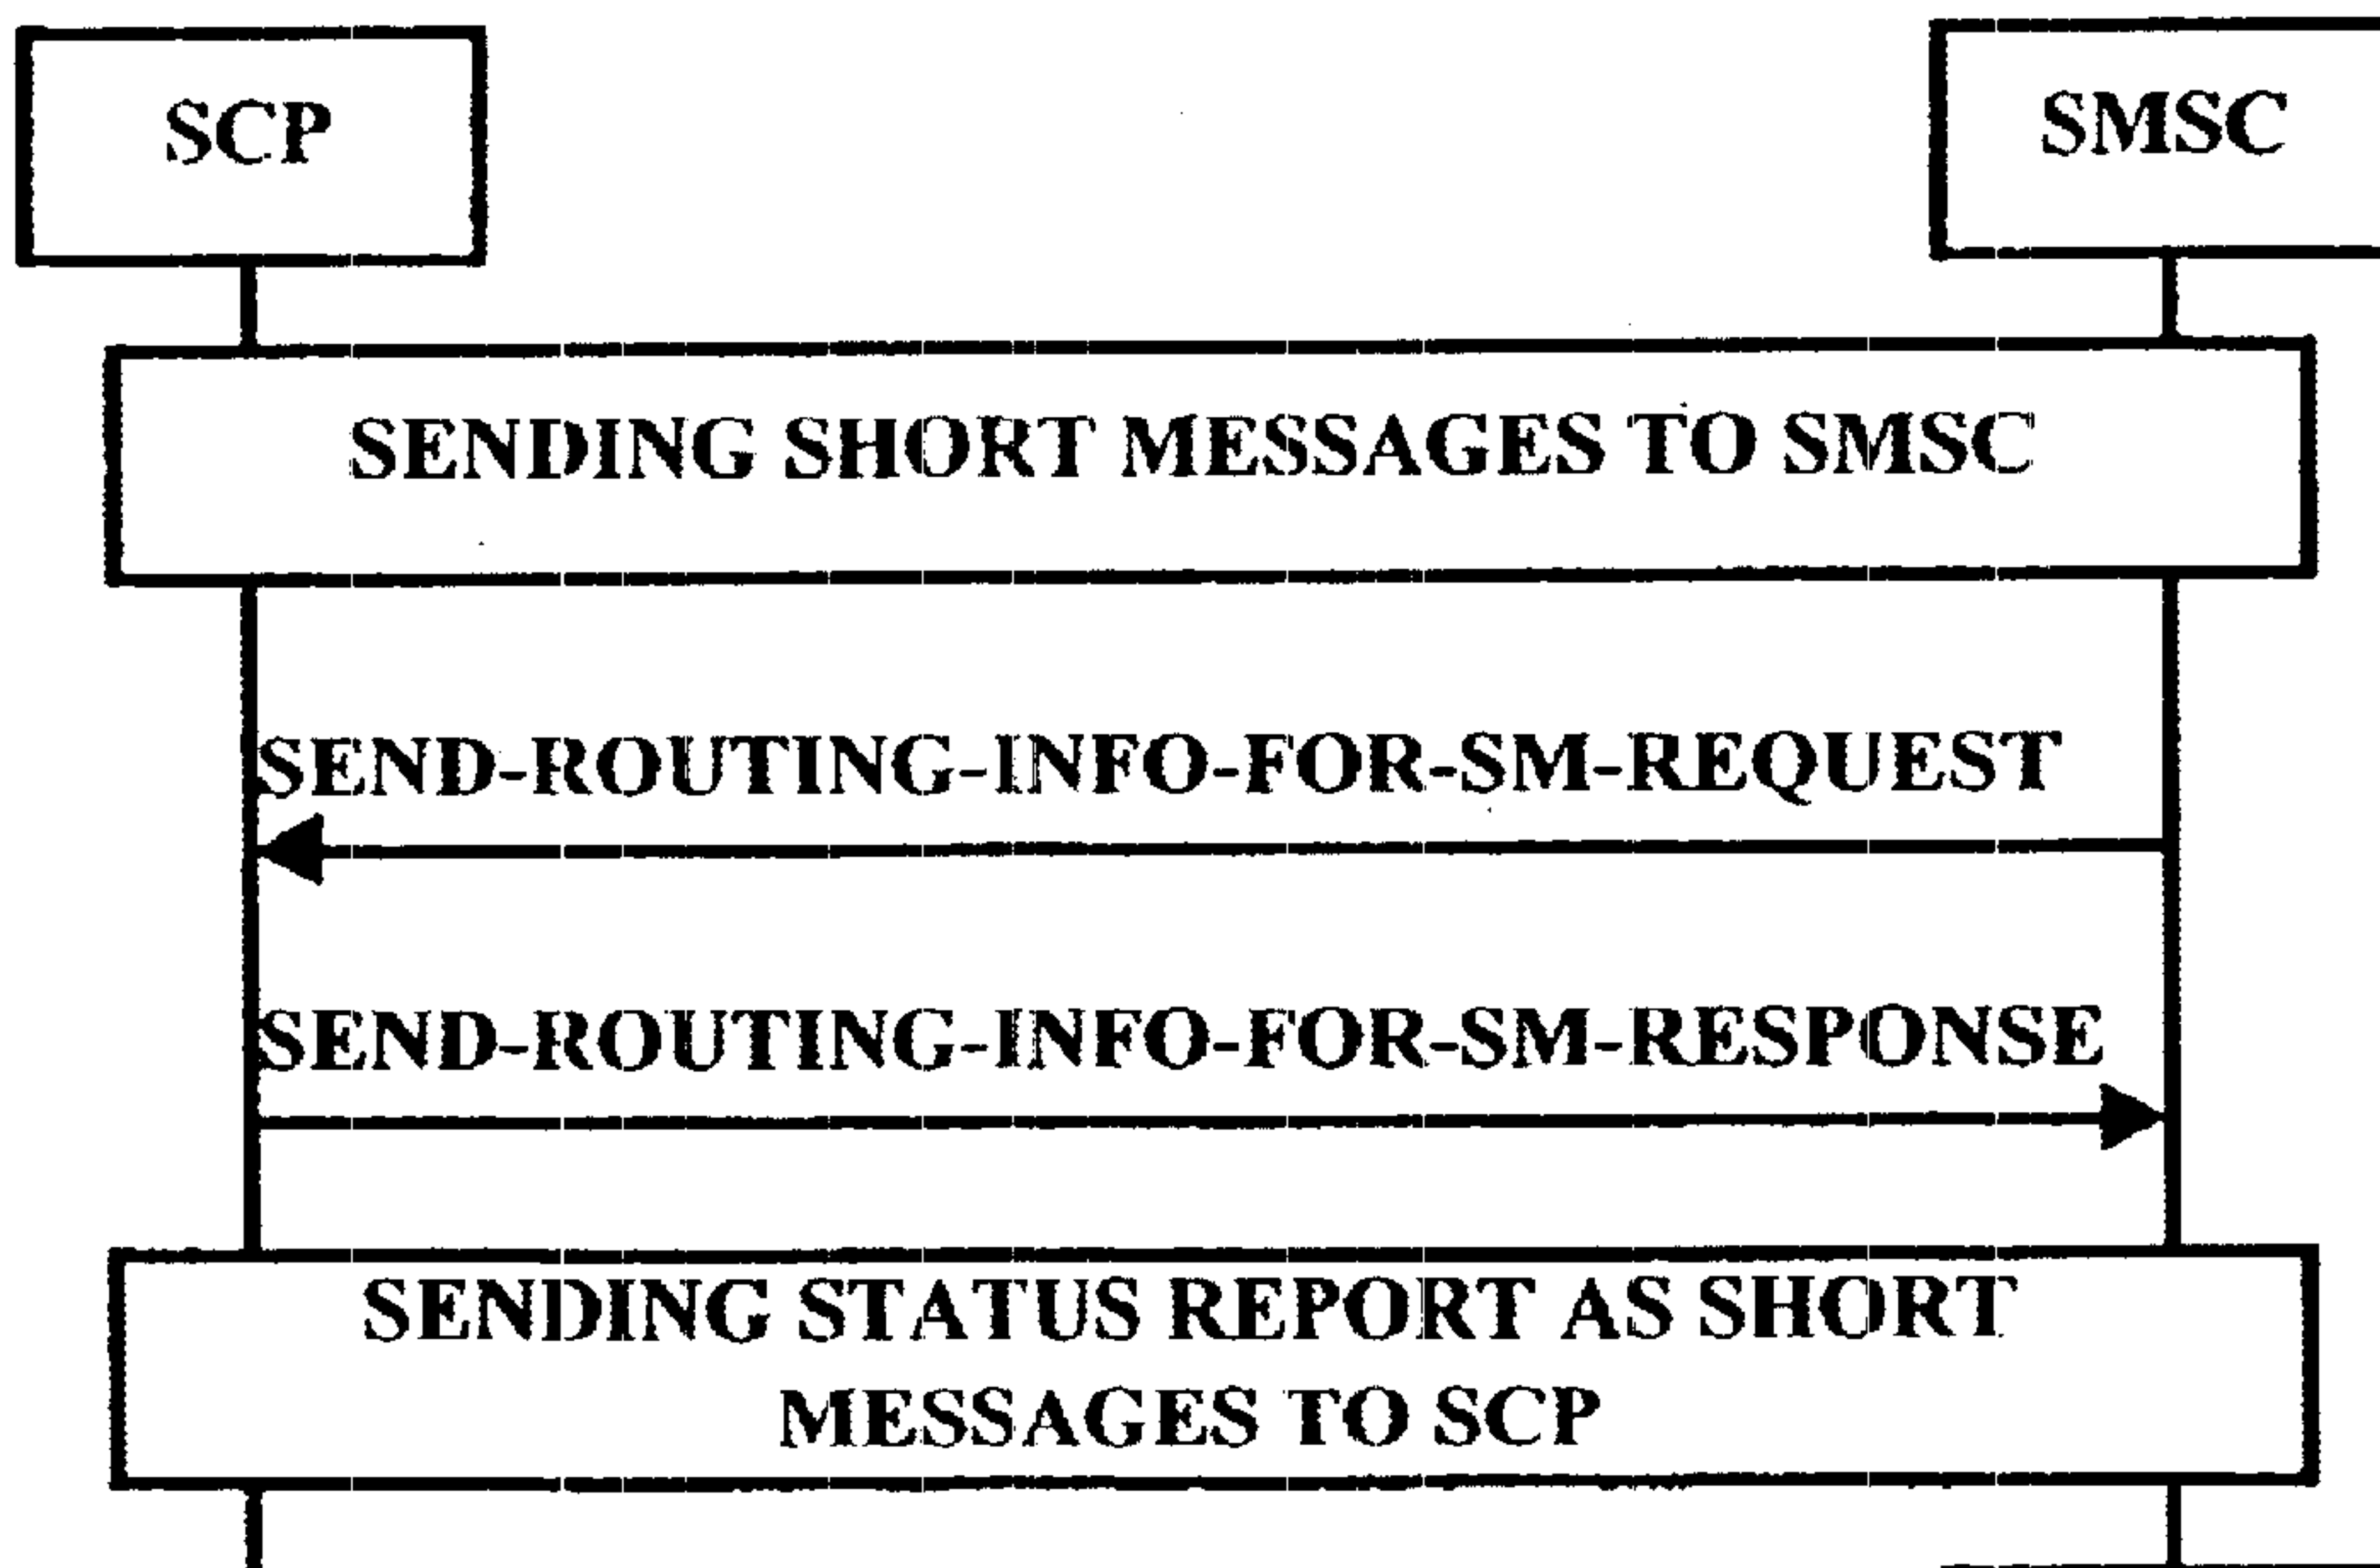 SCP
SMSC
SENDING SHORT MESSAGES TO SMSC
SEND-ROUTING-INFO-FOR-SM-REQUEST
SEND-ROUTING-INFO-FOR-SM-RESPONSE
SENDING STATUS REPORT AS SHORT
MESSAGES TO SCP